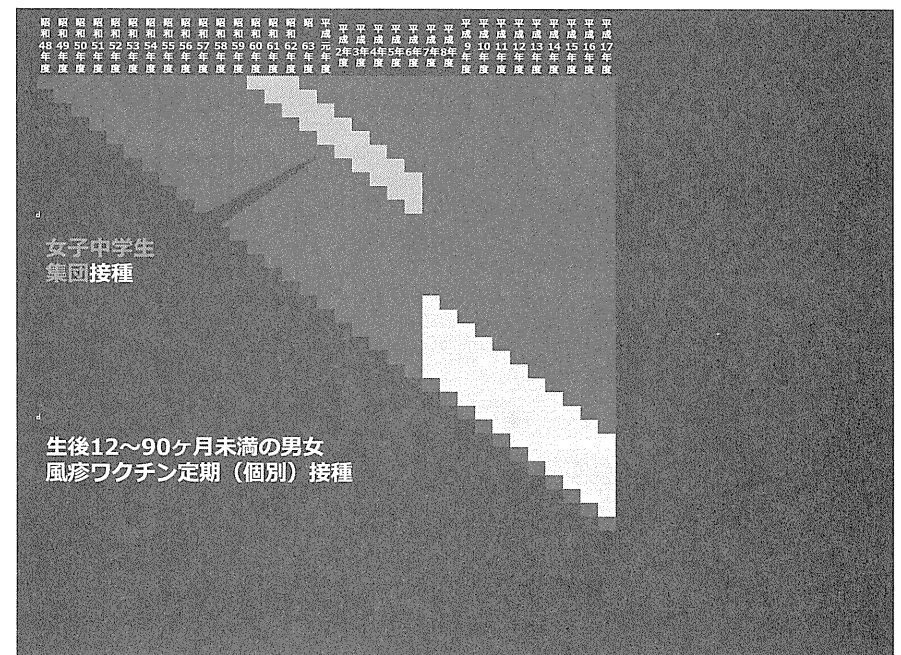 昭和48年度 昭和49年度 昭和50年度 昭和51年度 昭和52年度 昭和53年度 昭和54年度 昭和55年度 昭和56年度 昭和57年度 昭和58年度 昭和59年度 昭和60年度 昭和61年度 昭和62年度 昭和63年度 平成元年度 平成2年度 平成3年度 平成4年度 平成5年度 平成6年度 平成7年度 平成8年度 平成9年度 平成10年度 平成11年度 平成12年度 平成13年度 平成14年度 平成15年度 平成16年度 平成17年度
d
女子中学生
集団接種
d
生後12～90ヶ月未満の男女
風疹ワクチン定期（個別）接種